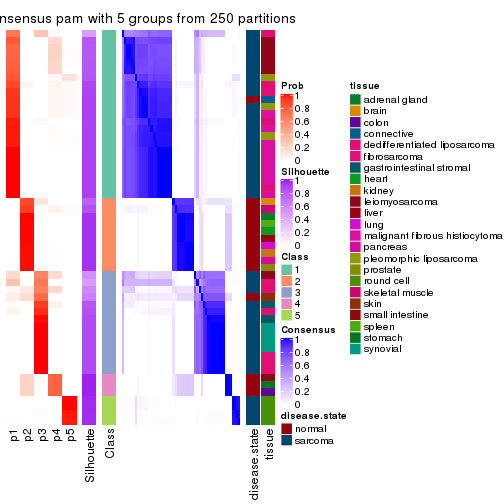 nsensus pam with 5 groups from 250 partitions
p1
p2
p3
p4
p5
Silhouette
Class
disease.state
tissue
Prob
1
0.8
0.6
0.4
0.2
0
Silhouette
1
0.8
0.6
0.4
0.2
0
Class
1
2
3
4
5
Consensus
1
0.8
0.6
0.4
0.2
0
disease.state
normal
sarcoma
tissue
adrenal gland
brain
colon
connective
dedifferentiated liposarcoma
fibrosarcoma
gastrointestinal stromal
heart
kidney
leiomyosarcoma
liver
lung
malignant fibrous histiocytoma
pancreas
pleomorphic liposarcoma
prostate
round cell
skeletal muscle
skin
small intestine
spleen
stomach
synovial